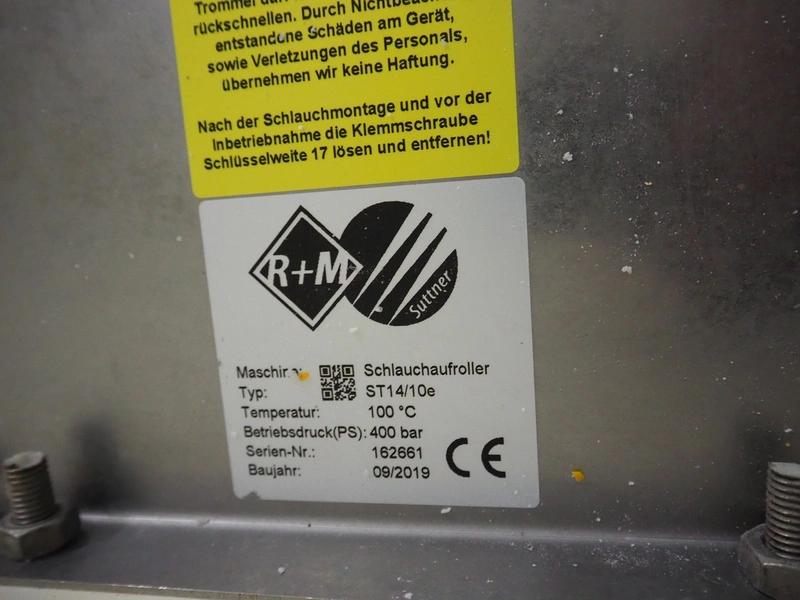 Trommel
rückschnellen. Durch
entstandene Schäden am Gerät,
sowie Verletzungen des Personals,
übernehmen wir keine Haftung.
Nach der Schlauchmontage und vor der
Inbetriebnahme die Klemmschraube
Schlüsselweite 17 lösen und entfernen!
R+M
Suttner
Schlauchaufroller
Typ: ST14/10e
Temperatur: 100 °C
Betriebsdruck(PS): 400 bar
Serien-Nr.: 162661
Baujahr: 09/2019
CE